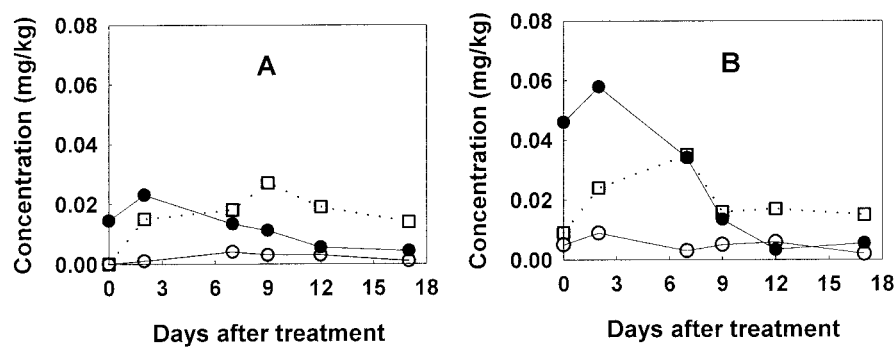 A
Concentration (mg/kg)
0.08
0.06
0.04
0.02
0.00
0 3 6 9 12 15 18
Days after treatment
B
Concentration (mg/kg)
0.08
0.06
0.04
0.02
0.00
0 3 6 9 12 15 18
Days after treatment